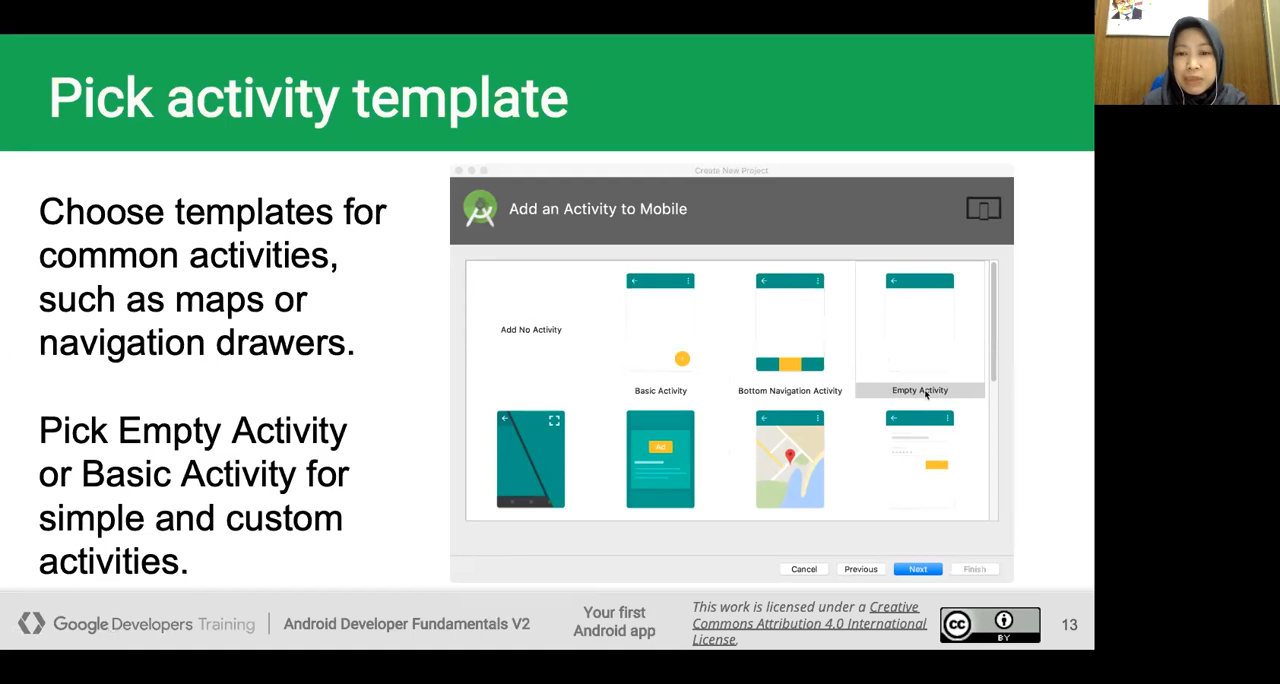 Pick activity template
Choose templates for
common activities,
such as maps or
navigation drawers.
Pick Empty Activity
or Basic Activity for
simple and custom
activities.
Create New Project
Add an Activity to Mobile
Add No Activity
Basic Activity
Bottom Navigation Activity
Empty Activity
Ad
Cancel
Previous
Next
Finish
Google Developers Training
Android Developer Fundamentals V2
Your first
Android app
This work is licensed under a Creative
Commons Attribution 4.0 International
License.
cc
BY
13